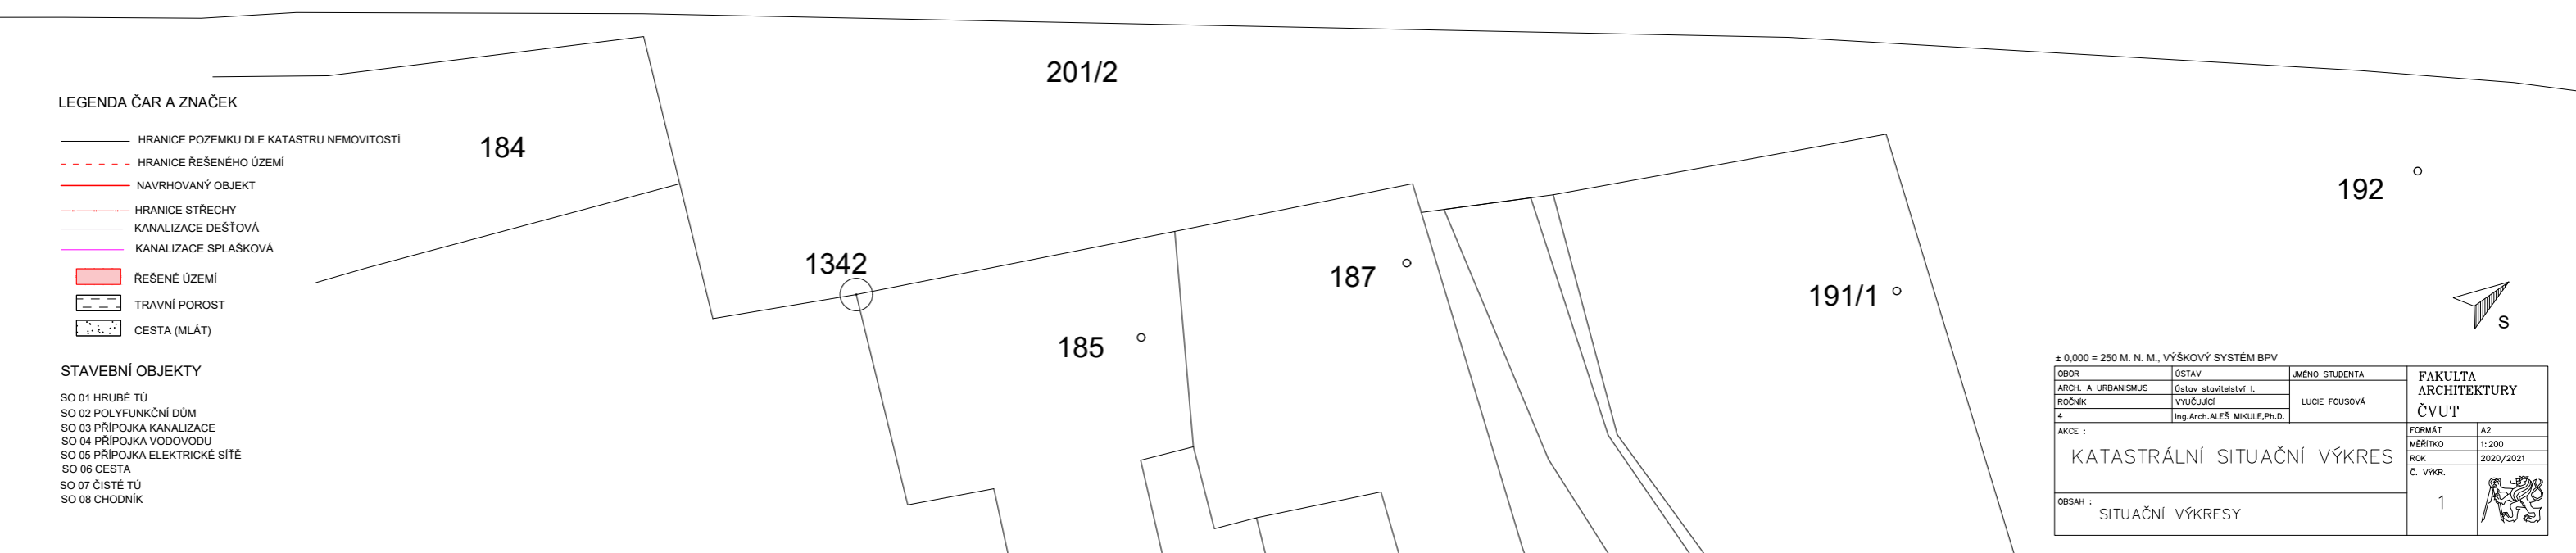 201/2
184
192
1342
187
191/1
185
S
LEGENDA ČAR A ZNAČEK
HRANICE POZEMKU DLE KATASTRU NEMOVITOSTÍ
HRANICE ŘEŠENÉHO ÚZEMÍ
NAVRHOVANÝ OBJEKT
HRANICE STŘECHY
KANALIZACE DEŠŤOVÁ
KANALIZACE SPLAŠKOVÁ
ŘEŠENÉ ÚZEMÍ
TRAVNÍ POROST
CESTA (MLÁT)
STAVEBNÍ OBJEKTY
SO 01 HRUBÉ TÚ
SO 02 POLYFUNKČNÍ DŮM
SO 03 PŘÍPOJKA KANALIZACE
SO 04 PŘÍPOJKA VODOVODU
SO 05 PŘÍPOJKA ELEKTRICKÉ SÍŤĚ
SO 06 CESTA
SO 07 ČISTÉ TÚ
SO 08 CHODNÍK
± 0,000 = 250 M. N. M., VÝŠKOVÝ SYSTÉM BPV
OBOR
ARCH. A URBANISMUS
ROČNÍK
4
ÚSTAV
Ústav stavitelství I.
VYUČUJÍCÍ
Ing.Arch.ALEŠ MIKULE,Ph.D.
JMÉNO STUDENTA
LUCIE FOUSOVÁ
FAKULTA
ARCHITEKTURY
ČVUT
AKCE :
KATASTRÁLNÍ SITUAČNÍ VÝKRES
FORMÁT A2
MĚŘÍTKO 1:200
ROK 2020/2021
Č. VÝKR.
1
OBSAH :
SITUAČNÍ VÝKRESY